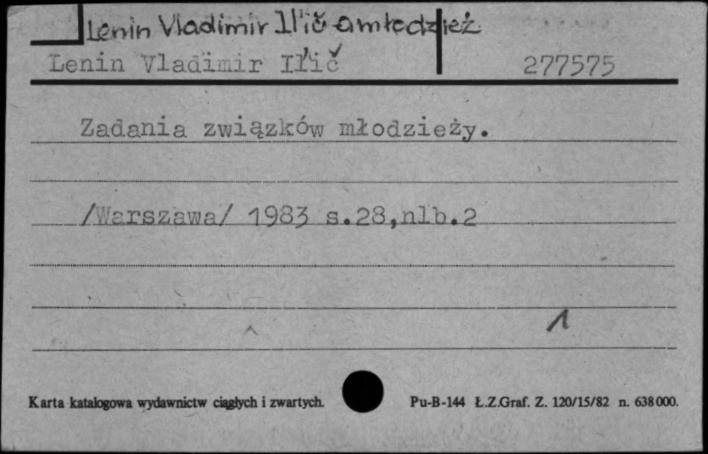 Lenin Vladimir Il'ič a młodzież
Lenin Vladimir Il'ič 277575
Zadania związków młodzieży.
/Warszawa/ 1983 s.28,nlb.2
1
Karta katalogowa wydawnictw ciągłych i zwartych. Pu-B-144 Ł.Z.Graf. Z. 120/15/82 n. 638000.